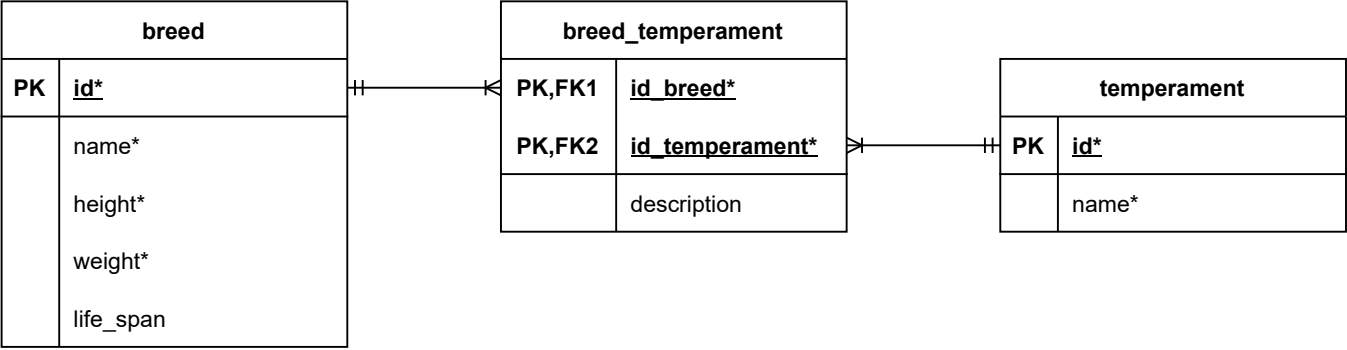 breed
PK id*
name*
height*
weight*
life_span
breed_temperament
PK,FK1 id_breed*
PK,FK2 id_temperament*
description
temperament
PK id*
name*